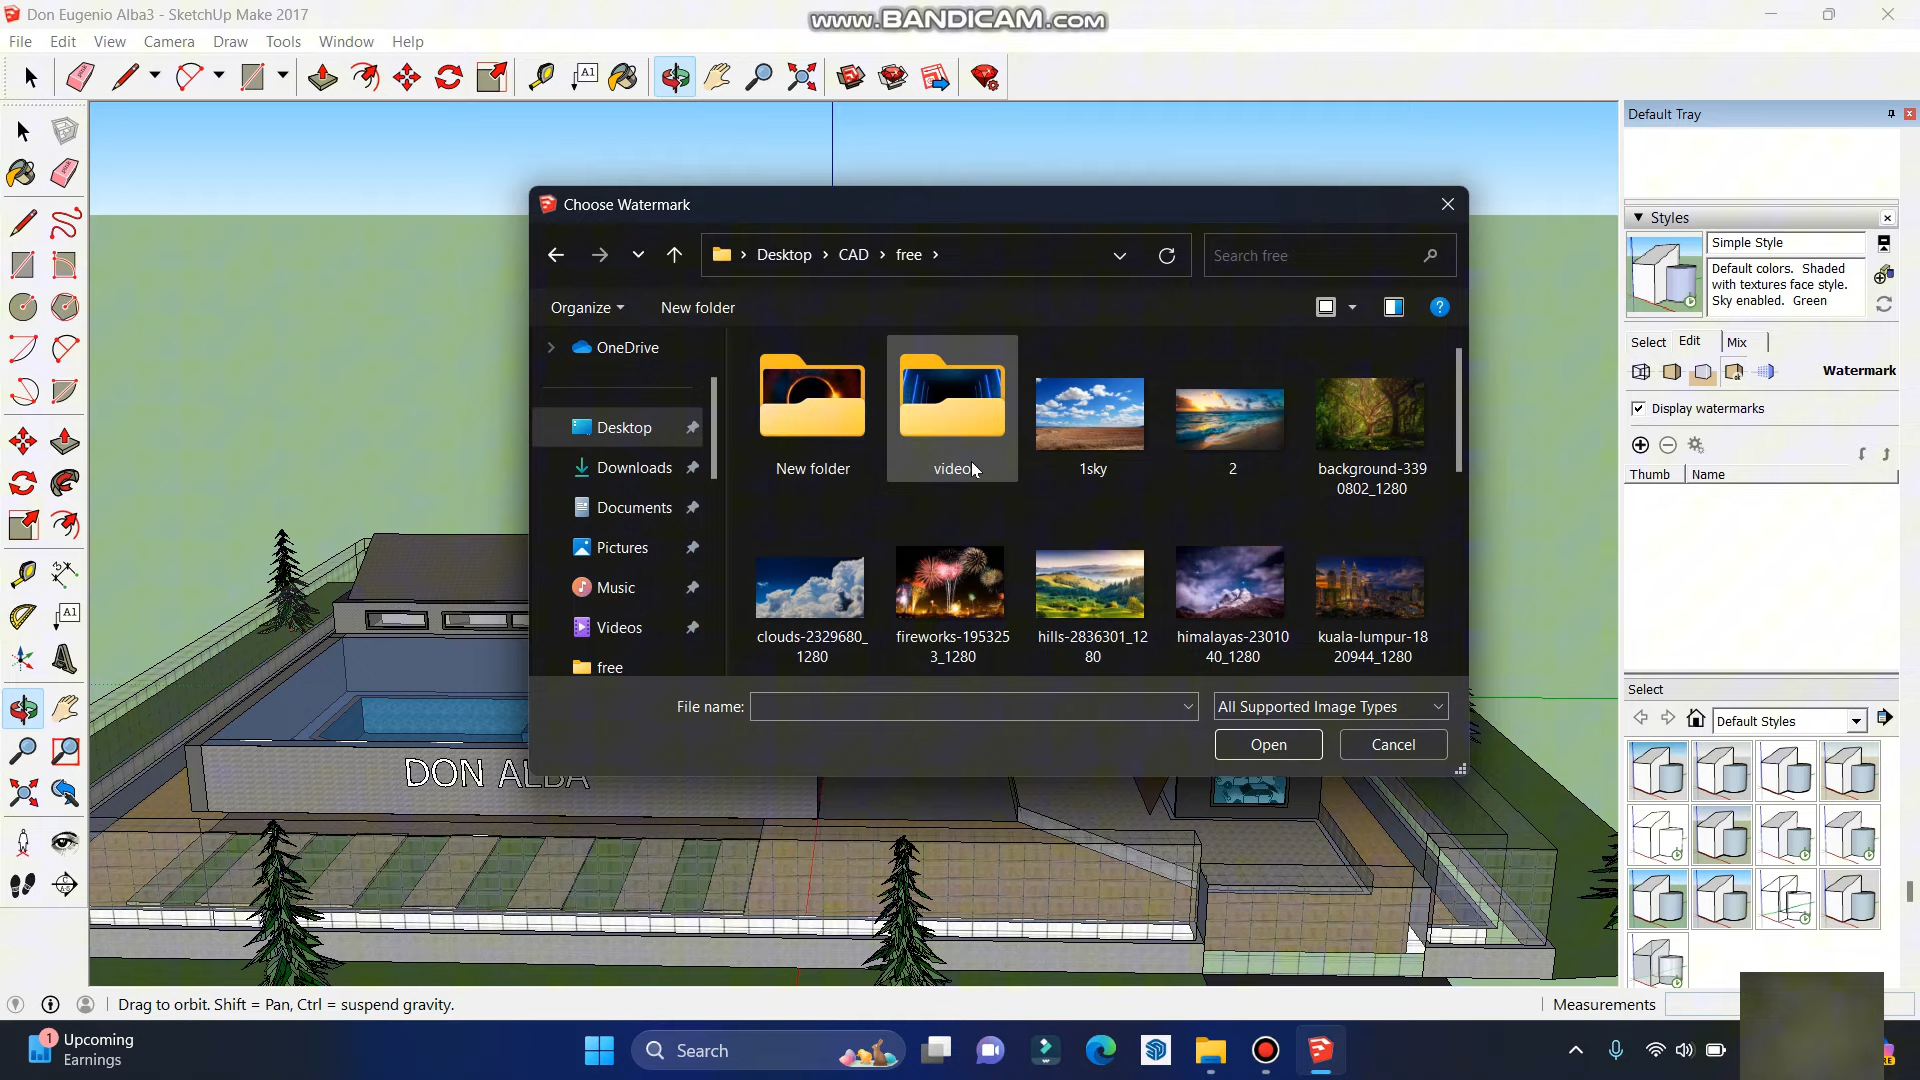 Don Eugenio Alba3 - SketchUp Make 2017
www.BANDICAM.com
File Edit View Camera Draw Tools Window Help
A1
Default Tray
Choose Watermark
Desktop CAD free
Search free
Organize
New folder
OneDrive
Desktop
Downloads
Documents
Pictures
Music
Videos
free
New folder
video
1sky
2
background-339
0802_1280
clouds-2329680_
1280
fireworks-195325
3_1280
hills-2836301_12
80
himalayas-23010
40_1280
kuala-lumpur-18
20944_1280
File name:
All Supported Image Types
Open
Cancel
Styles
Simple Style
Default colors. Shaded
with textures face style.
Sky enabled. Green
Select Edit Mix
Watermark
Display watermarks
Thumb Name
Select
Default Styles
A1
DON ALBA
Drag to orbit. Shift = Pan, Ctrl = suspend gravity.
Measurements
1
Upcoming
Earnings
Search